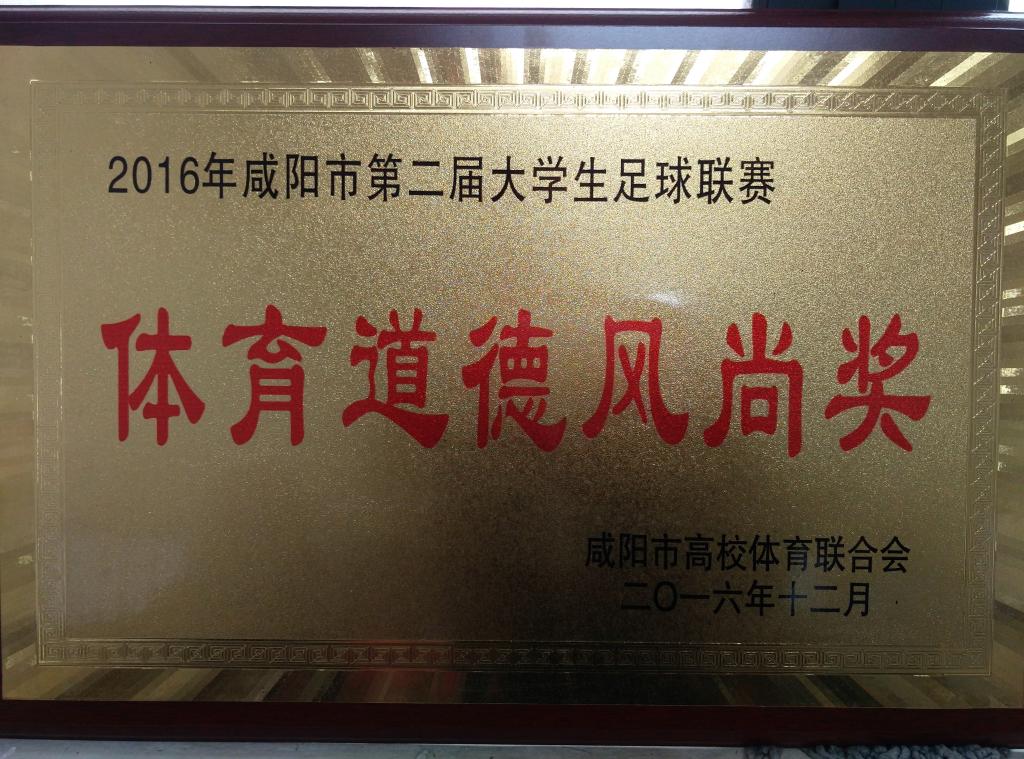 2016年咸阳市第二届大学生足球联赛
体育道德风尚奖
咸阳市高校体育联合会
二〇一六年十二月